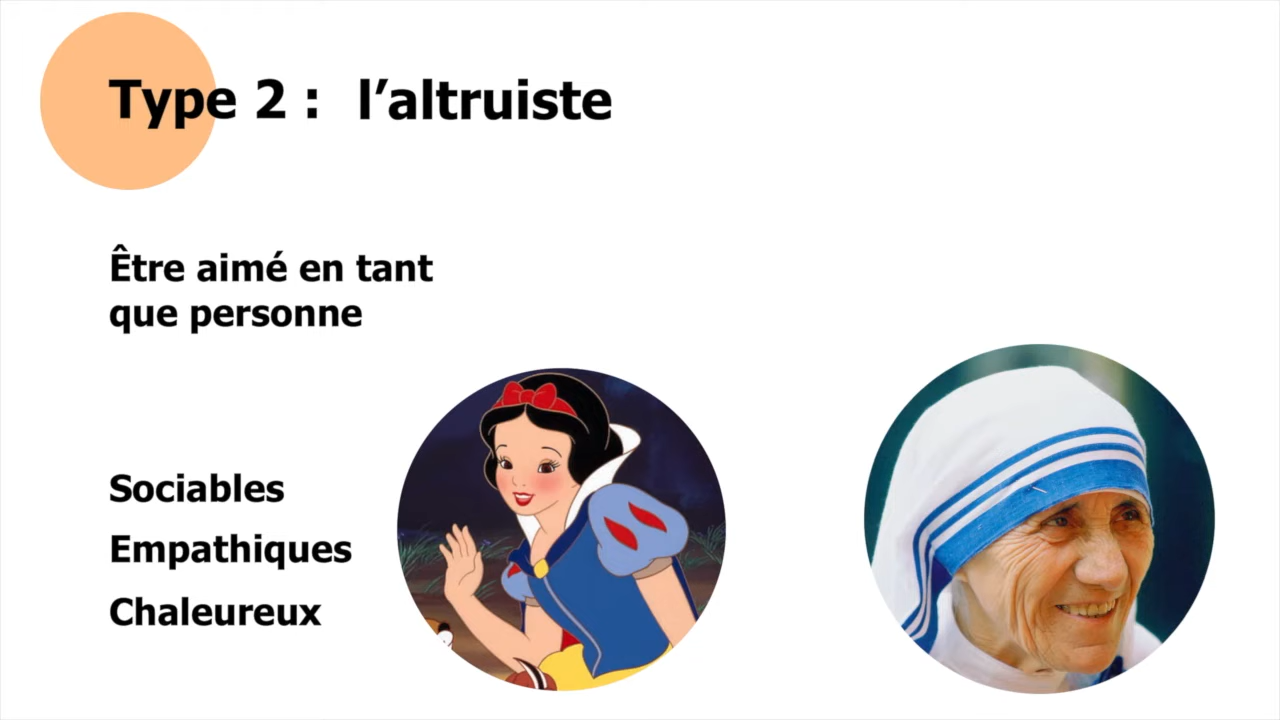 Type 2 : l’altruiste
Être aimé en tant
que personne
Sociables
Empathiques
Chaleureux